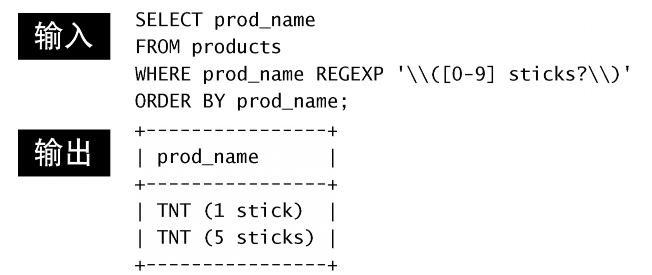 输入
SELECT prod_name
FROM products
WHERE prod_name REGEXP '\\([0-9] sticks?\\)'
ORDER BY prod_name;
输出
+----------------+
| prod_name      |
+----------------+
| TNT (1 stick)  |
| TNT (5 sticks) |
+----------------+